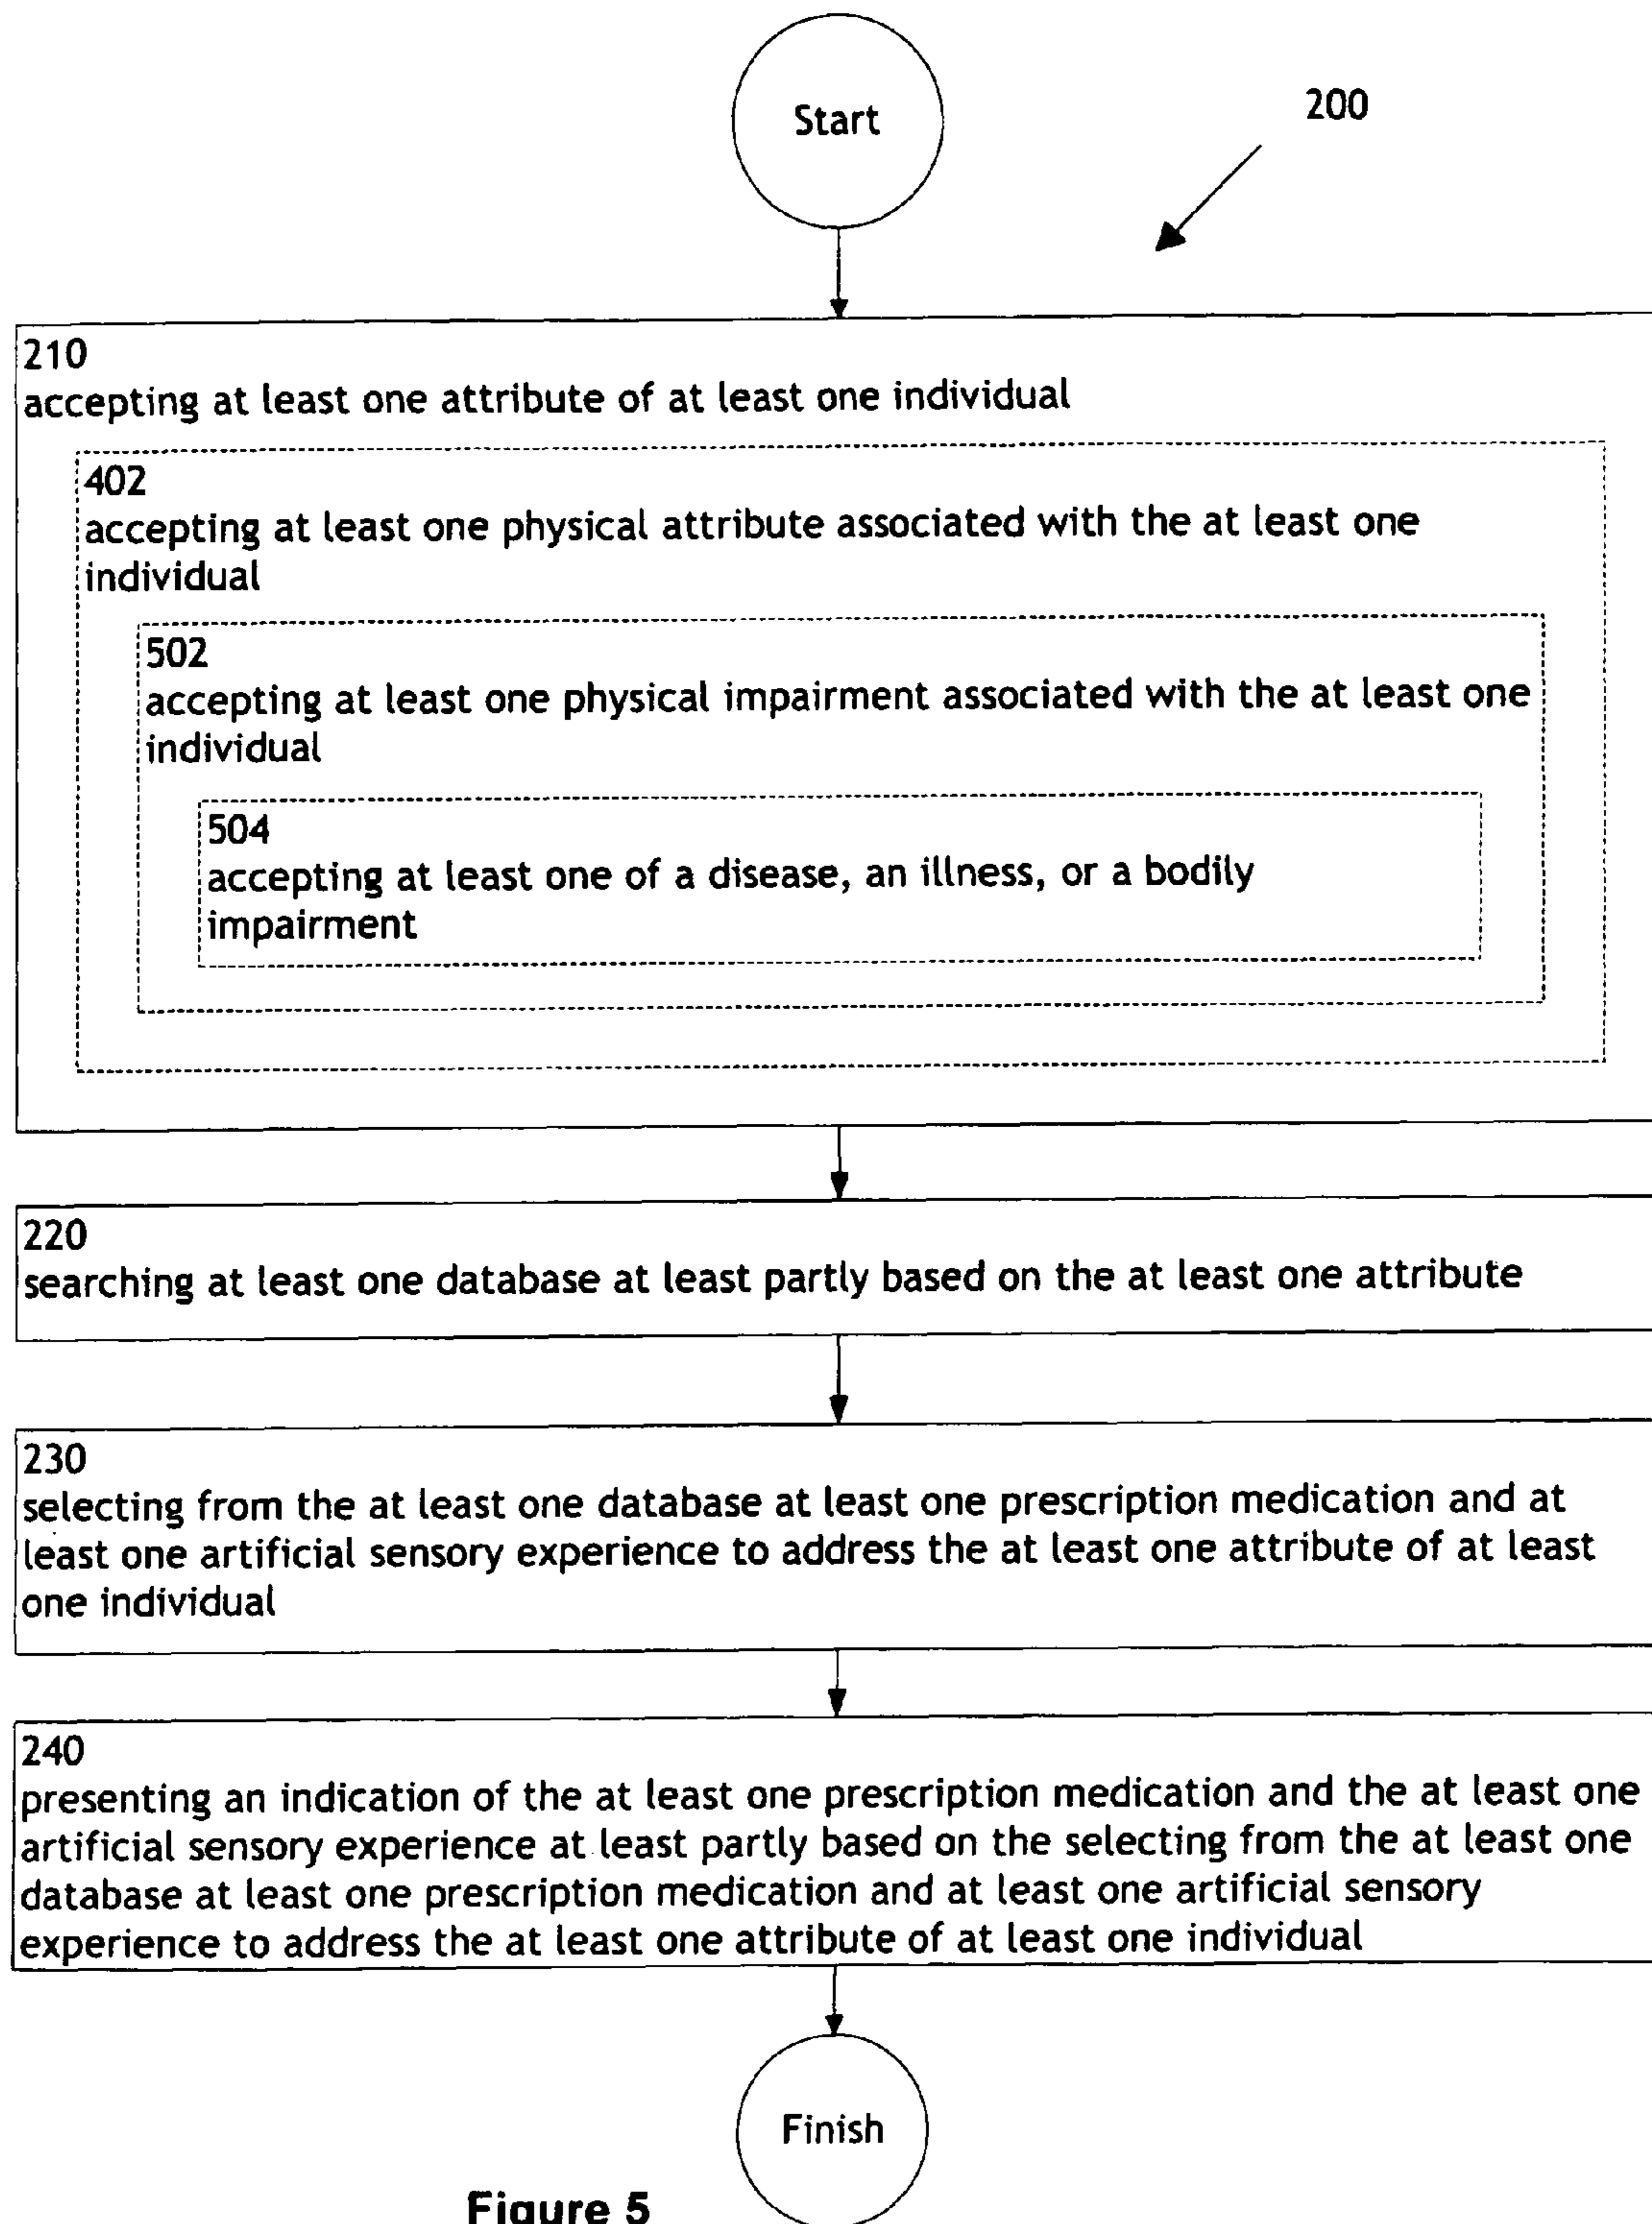 Start
200
210
accepting at least one attribute of at least one individual
402
accepting at least one physical attribute associated with the at least one
individual
502
accepting at least one physical impairment associated with the at least one
individual
504
accepting at least one of a disease, an illness, or a bodily
impairment
220
searching at least one database at least partly based on the at least one attribute
230
selecting from the at least one database at least one prescription medication and at
least one artificial sensory experience to address the at least one attribute of at least
one individual
240
presenting an indication of the at least one prescription medication and the at least one
artificial sensory experience at least partly based on the selecting from the at least one
database at least one prescription medication and at least one artificial sensory
experience to address the at least one attribute of at least one individual
Finish
Figure 5